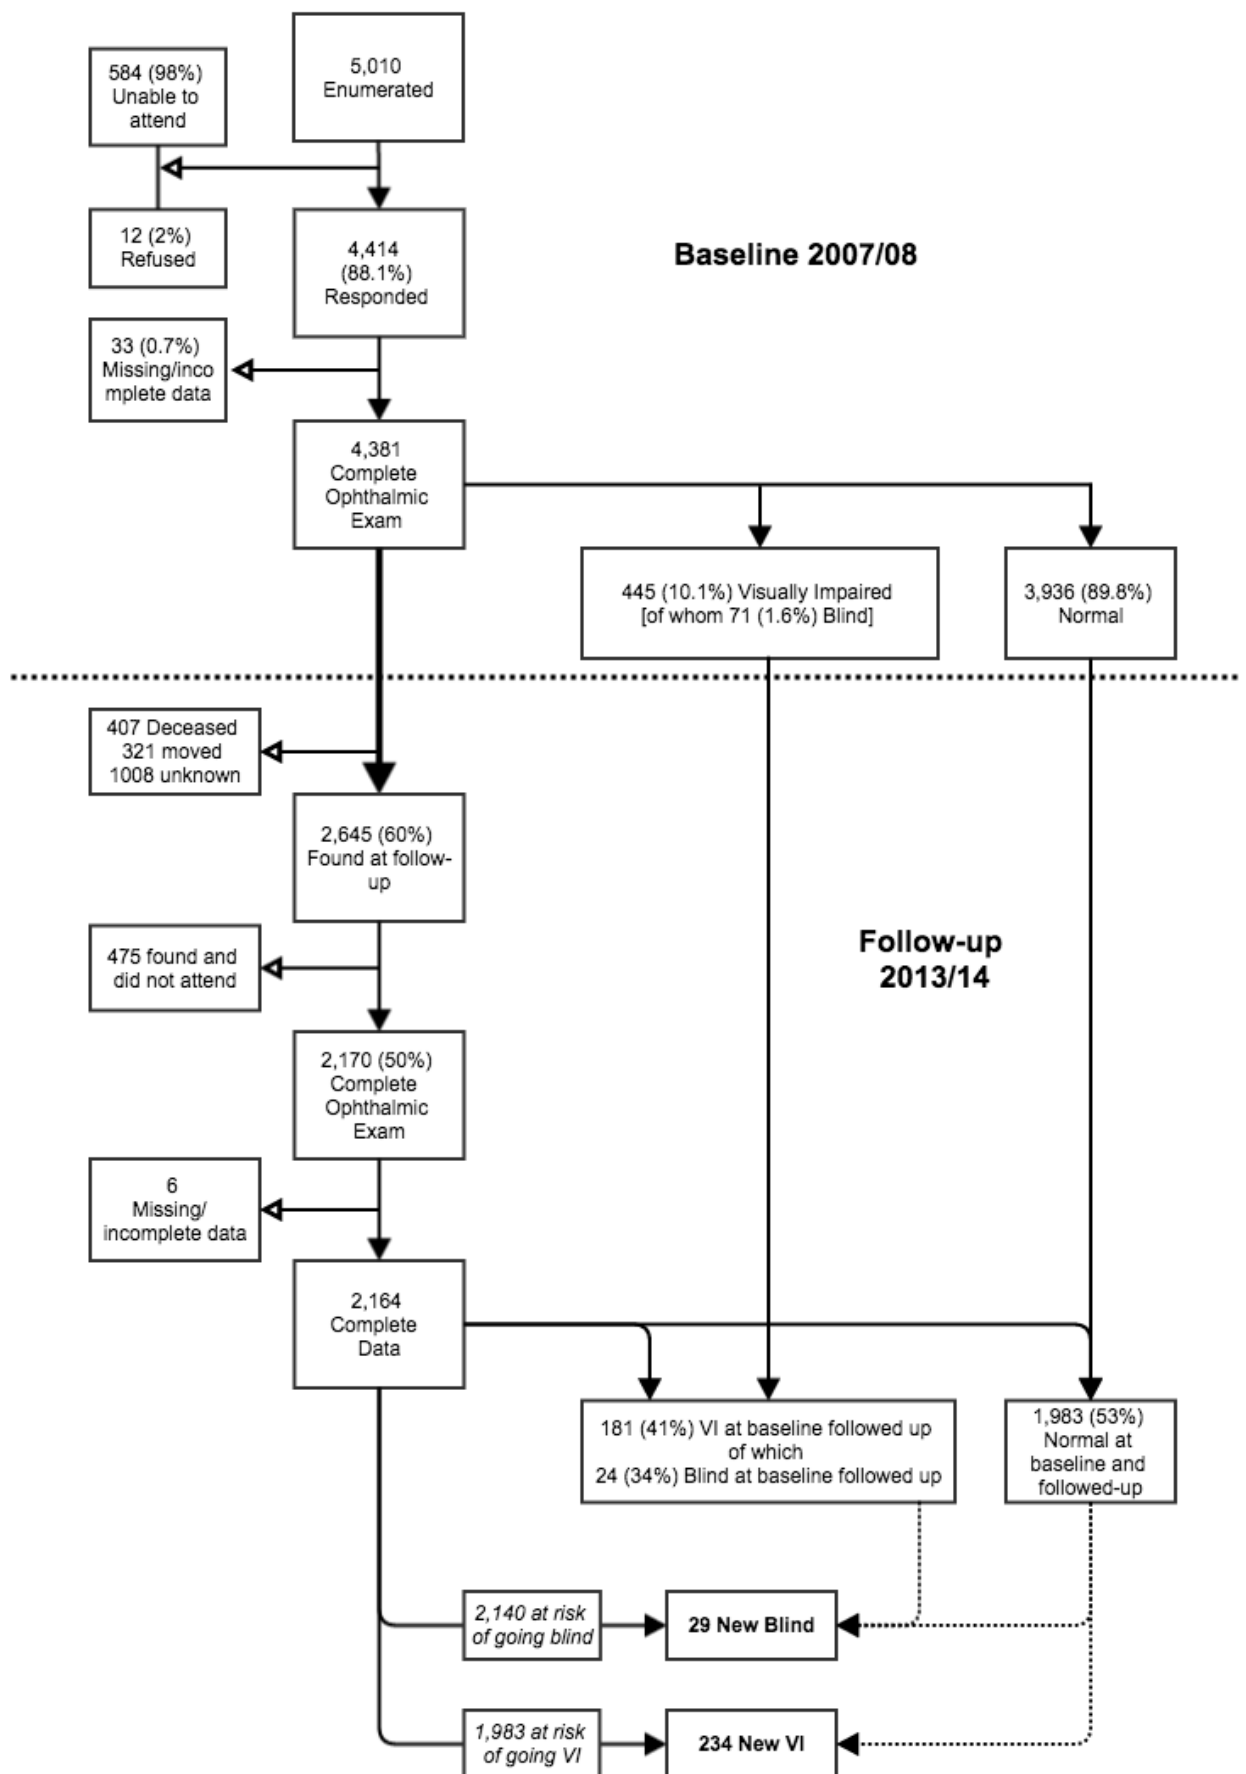 5,010
Enumerated
584 (98%)
Unable to
attend
12 (2%)
Refused
4,414
(88.1%)
Responded
Baseline 2007/08
33 (0.7%)
Missing/inco
mplete data
4,381
Complete
Ophthalmic
Exam
445 (10.1%) Visually Impaired
[of whom 71 (1.6%) Blind]
3,936 (89.8%)
Normal
407 Deceased
321 moved
1008 unknown
2,645 (60%)
Found at follow-
up
Follow-up
2013/14
475 found and
did not attend
2,170 (50%)
Complete
Ophthalmic
Exam
6
Missing/
incomplete data
2,164
Complete
Data
181 (41%) VI at baseline followed up
of which
24 (34%) Blind at baseline followed up
1,983 (53%)
Normal at
baseline and
followed-up
2,140 at risk
of going blind
29 New Blind
1,983 at risk
of going VI
234 New VI